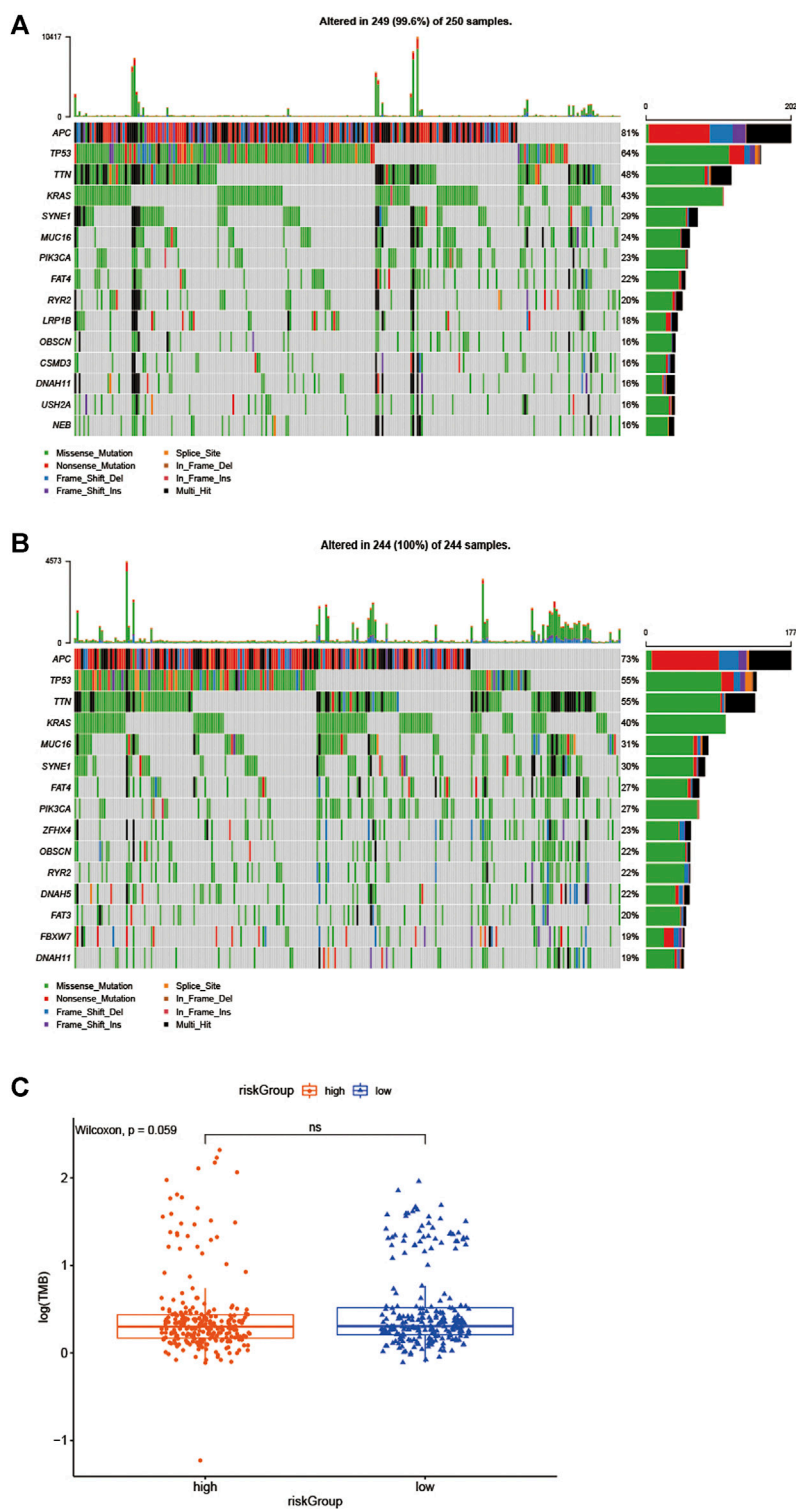 A
Altered in 249 (99.6%) of 250 samples.
10417
0
0 202
APC 81%
TP53 64%
TTN 48%
KRAS 43%
SYNE1 29%
MUC16 24%
PIK3CA 23%
FAT4 22%
RYR2 20%
LRP1B 18%
OBSCN 16%
CSMD3 16%
DNAH11 16%
USH2A 16%
NEB 16%
Missense_Mutation Splice_Site
Nonsense_Mutation In_Frame_Del
Frame_Shift_Del In_Frame_Ins
Frame_Shift_Ins Multi_Hit
B
Altered in 244 (100%) of 244 samples.
4573
0
0 177
APC 73%
TP53 55%
TTN 55%
KRAS 40%
MUC16 31%
SYNE1 30%
FAT4 27%
PIK3CA 27%
ZFHX4 23%
OBSCN 22%
RYR2 22%
DNAH5 22%
FAT3 20%
FBXW7 19%
DNAH11 19%
Missense_Mutation Splice_Site
Nonsense_Mutation In_Frame_Del
Frame_Shift_Del In_Frame_Ins
Frame_Shift_Ins Multi_Hit
C
riskGroup high low
Wilcoxon, p = 0.059
ns
2
1
0
−1
log(TMB)
high low
riskGroup